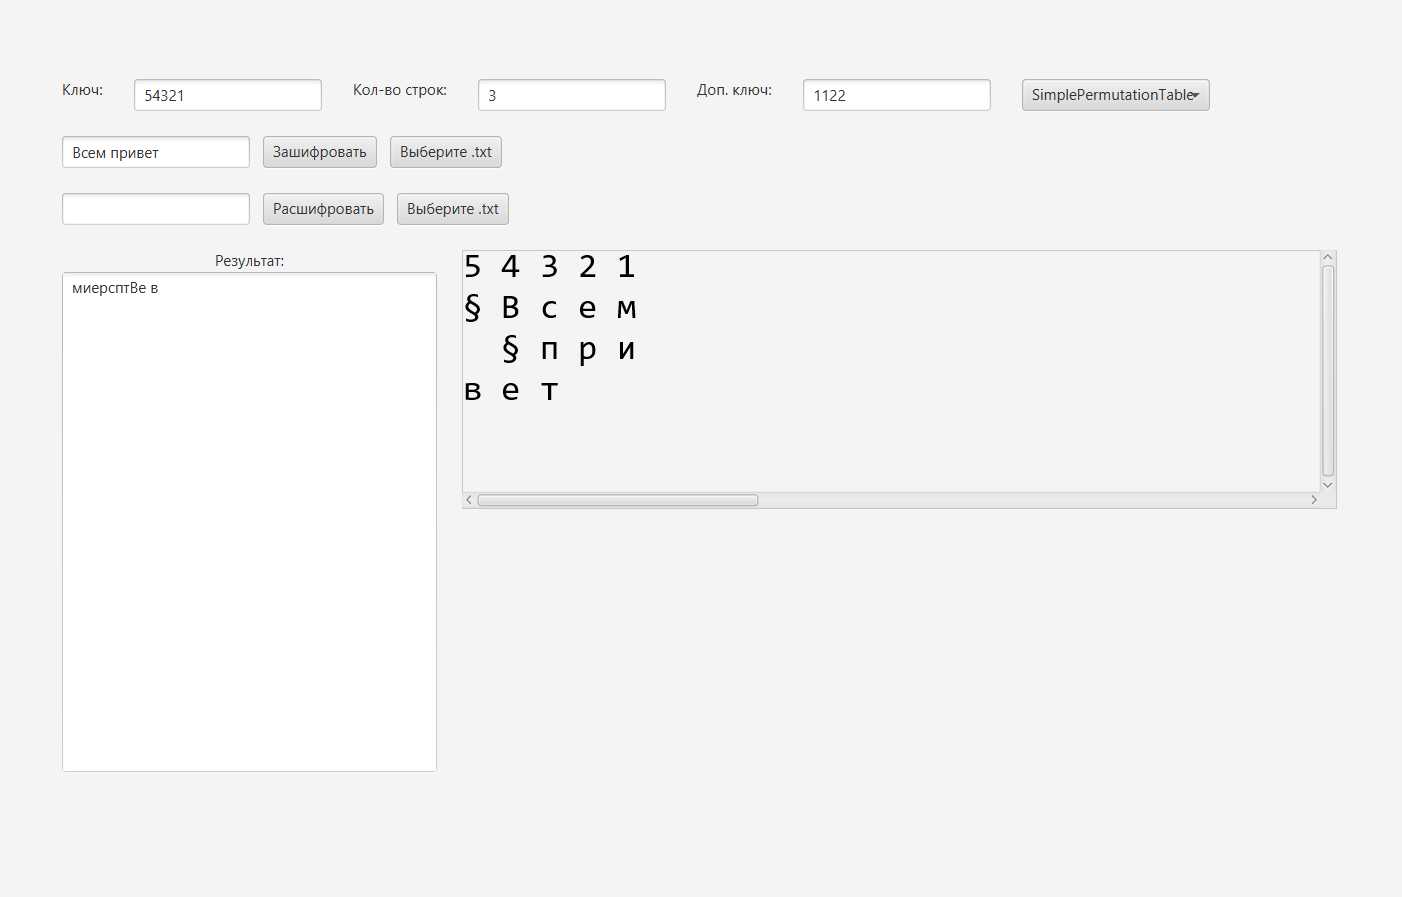 Ключ: 54321 Кол-во строк: 3 Доп. ключ: 1122 SimplePermutationTable
Всем привет Зашифровать Выберите .txt
Расшифровать Выберите .txt
Результат:
миерсптВе в
5 4 3 2 1
§ В с е м
§ п р и
в е т